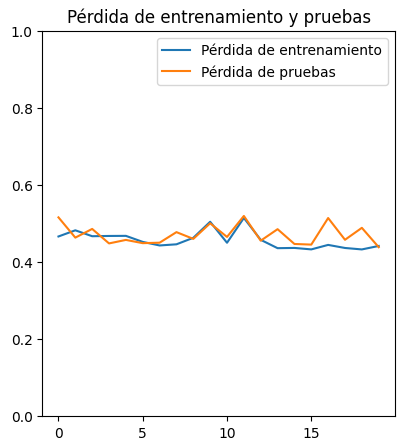 Pérdida de entrenamiento y pruebas
Pérdida de entrenamiento
Pérdida de pruebas
1.0
0.8
0.6
0.4
0.2
0.0
0 5 10 15